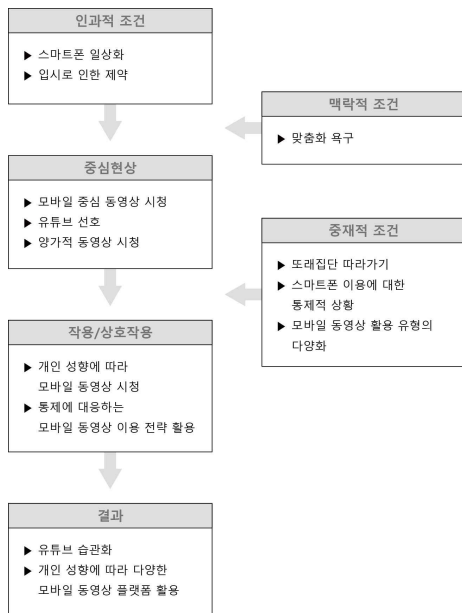 인과적 조건
▶ 스마트폰 일상화
▶ 입시로 인한 제약
맥락적 조건
▶ 맞춤화 욕구
중심현상
▶ 모바일 중심 동영상 시청
▶ 유튜브 선호
▶ 양가적 동영상 시청
중재적 조건
▶ 또래집단 따라가기
▶ 스마트폰 이용에 대한
통제적 상황
▶ 모바일 동영상 활용 유형의
다양화
작용/상호작용
▶ 개인 성향에 따라
모바일 동영상 시청
▶ 통제에 대응하는
모바일 동영상 이용 전략 활용
결과
▶ 유튜브 습관화
▶ 개인 성향에 따라 다양한
모바일 동영상 플랫폼 활용